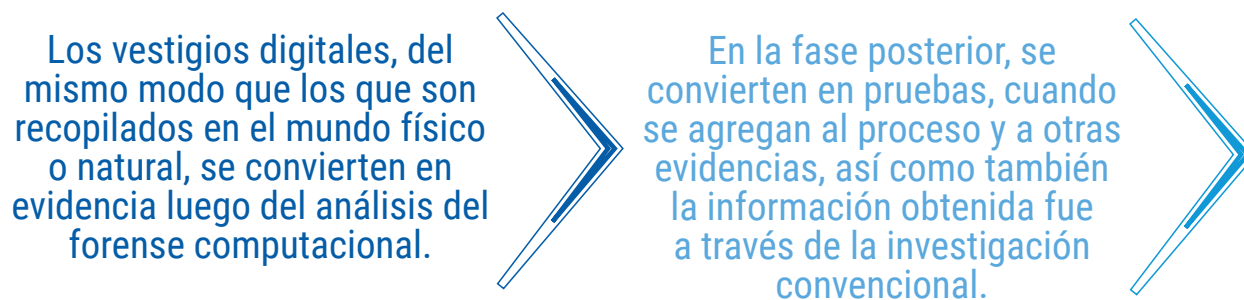 Los vestigios digitales, del
mismo modo que los que son
recopilados en el mundo físico
o natural, se convierten en
evidencia luego del análisis del
forense computacional.
En la fase posterior, se
convierten en pruebas, cuando
se agregan al proceso y a otras
evidencias, así como también
la información obtenida fue
a través de la investigación
convencional.